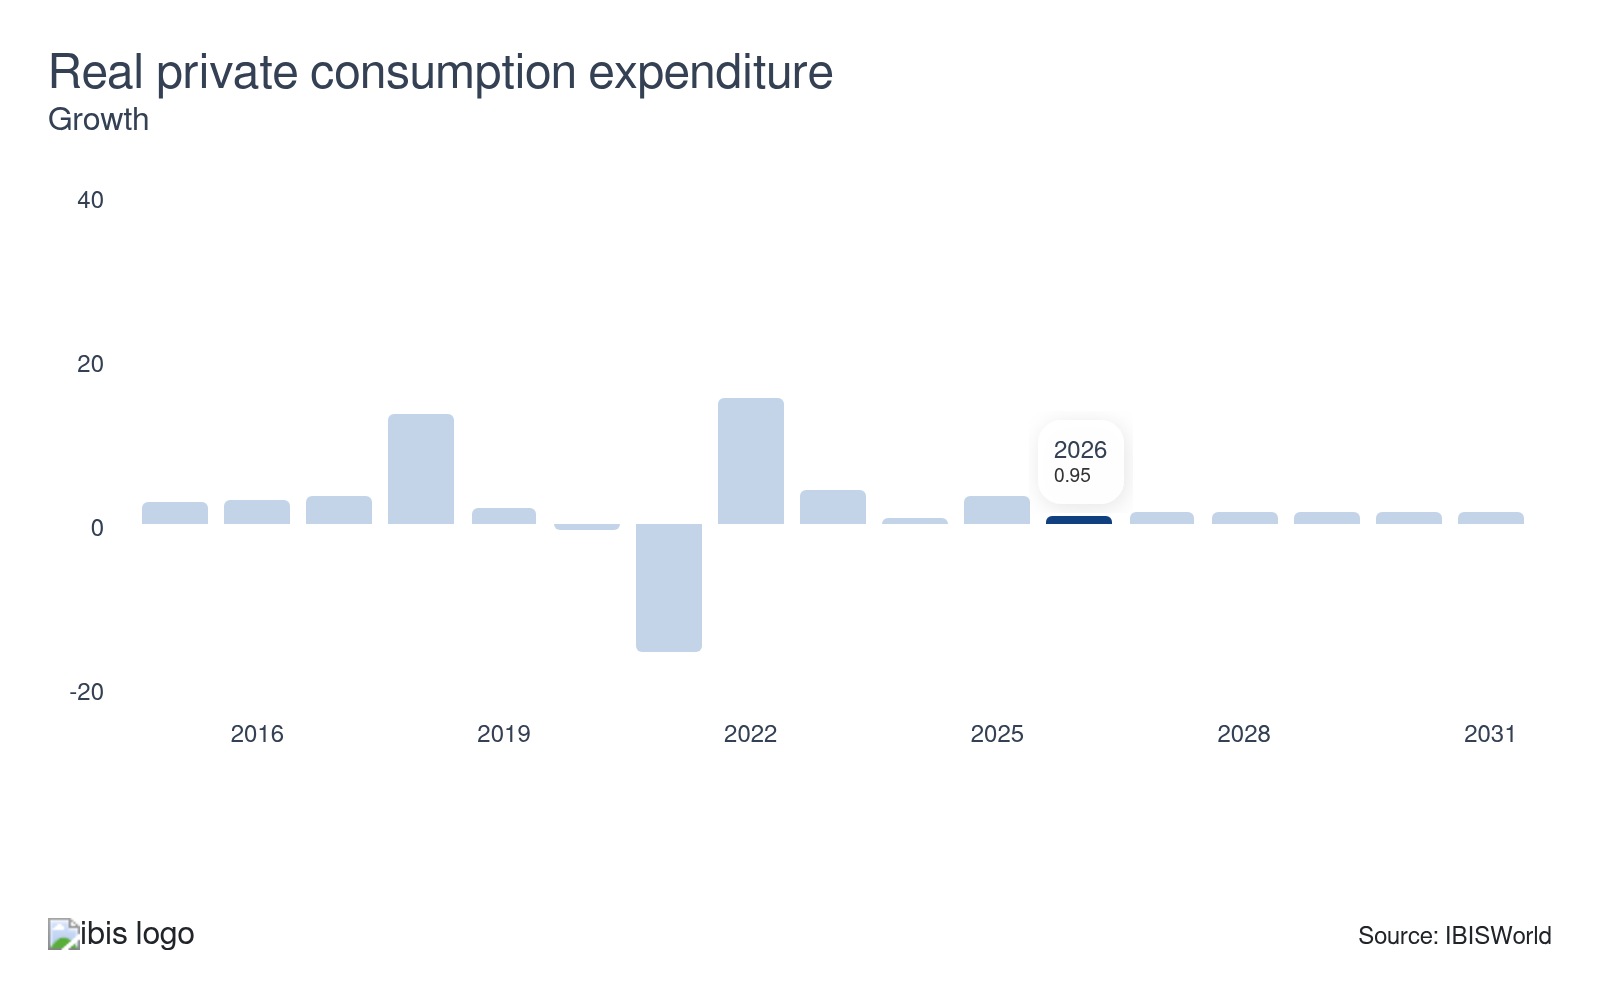 Real private consumption expenditure
Growth
40
20
0
-20
2026
0.95
2016 2019 2022 2025 2028 2031
ibis logo
Source: IBISWorld